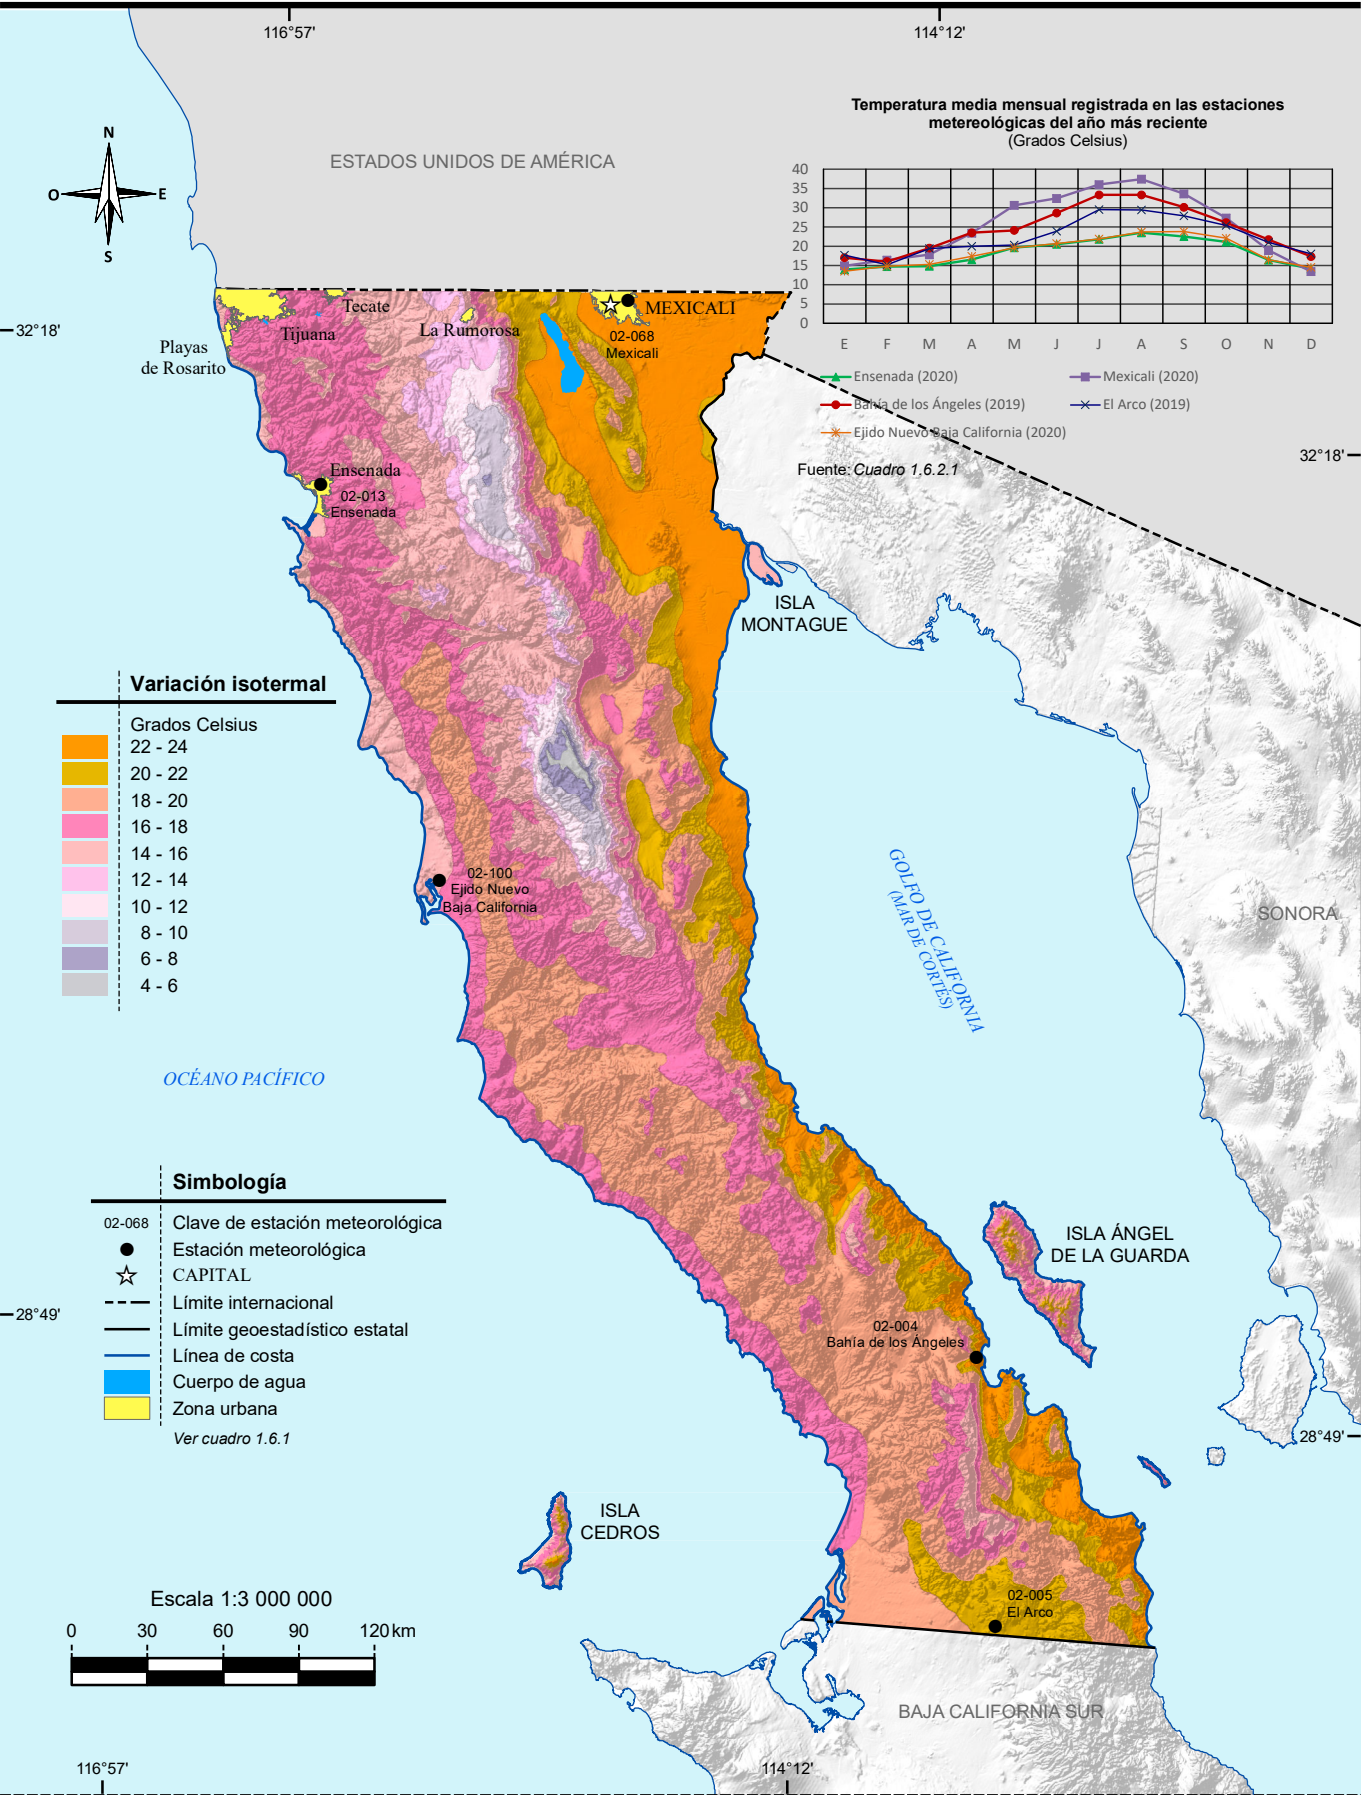 116°57'
114°12'
Temperatura media mensual registrada en las estaciones
metereológicas del año más reciente
(Grados Celsius)
40
35
30
25
20
15
10
5
0
E F M A M J J A S O N D
Ensenada (2020)
Mexicali (2020)
Bahía de los Ángeles (2019)
El Arco (2019)
Ejido Nuevo Baja California (2020)
Fuente: Cuadro 1.6.2.1
N
O
E
S
ESTADOS UNIDOS DE AMÉRICA
32°18'
32°18'
Tecate
Tijuana
Playas
de Rosarito
La Rumorosa
MEXICALI
02-068
Mexicali
Ensenada
02-013
Ensenada
ISLA
MONTAGUE
Variación isotermal
Grados Celsius
22 - 24
20 - 22
18 - 20
16 - 18
14 - 16
12 - 14
10 - 12
8 - 10
6 - 8
4 - 6
02-100
Ejido Nuevo
Baja California
GOLFO DE CALIFORNIA
(MAR DE CORTÉS)
SONORA
OCÉANO PACÍFICO
Simbología
02-068 Clave de estación meteorológica
Estación meteorológica
CAPITAL
Límite internacional
Límite geoestadístico estatal
Línea de costa
Cuerpo de agua
Zona urbana
Ver cuadro 1.6.1
ISLA ÁNGEL
DE LA GUARDA
28°49'
28°49'
02-004
Bahía de los Ángeles
ISLA
CEDROS
02-005
El Arco
Escala 1:3 000 000
0 30 60 90 120 km
BAJA CALIFORNIA SUR
116°57'
114°12'